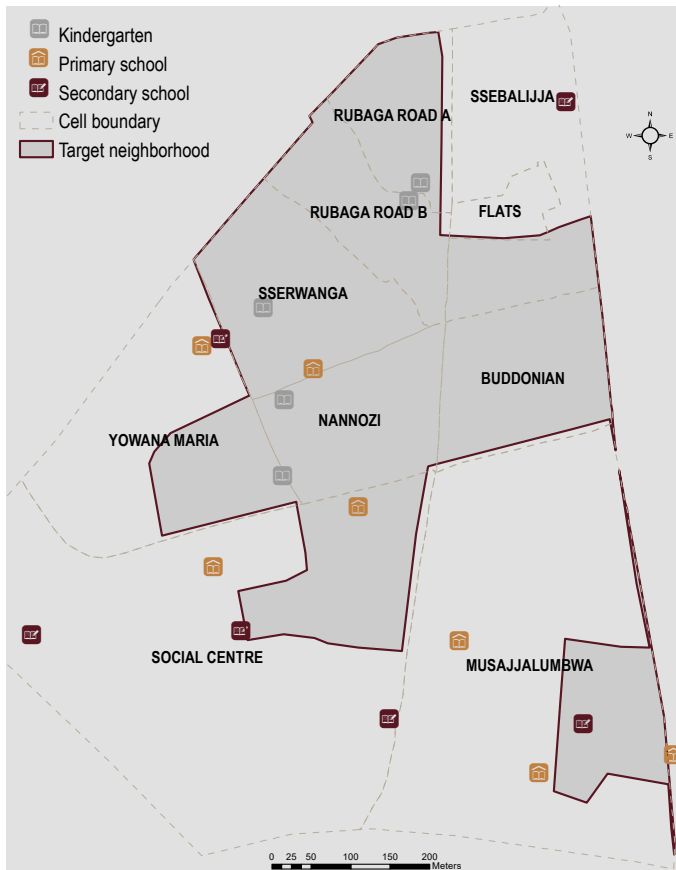 Kindergarten
Primary school
Secondary school
Cell boundary
Target neighborhood
SSEBALIJJA
RUBAGA ROAD A
N
W E
S
RUBAGA ROAD B
FLATS
SSERWANGA
BUDDONIAN
NANNOZI
YOWANA MARIA
SOCIAL CENTRE
MUSAJJALUMBWA
0 25 50 100 150 200
Meters